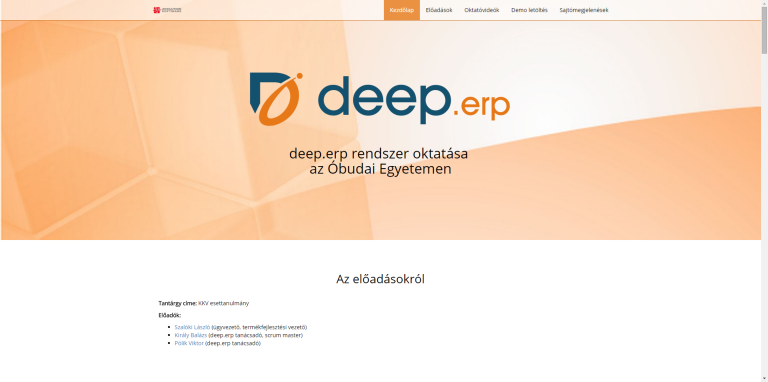 Kezdőlap
Előadások
Oktatóvideók
Demo letöltés
Sajtómegjelenések
deep.erp
deep.erp rendszer oktatása
az Óbudai Egyetemen
Az előadásokról
Tantárgy címe: KKV esettanulmány
Előadók:
Szalóki László (ügyvezető, termékfejlesztési vezető)
Király Balázs (deep.erp tanácsadó, scrum master)
Polik Viktor (deep.erp tanácsadó)